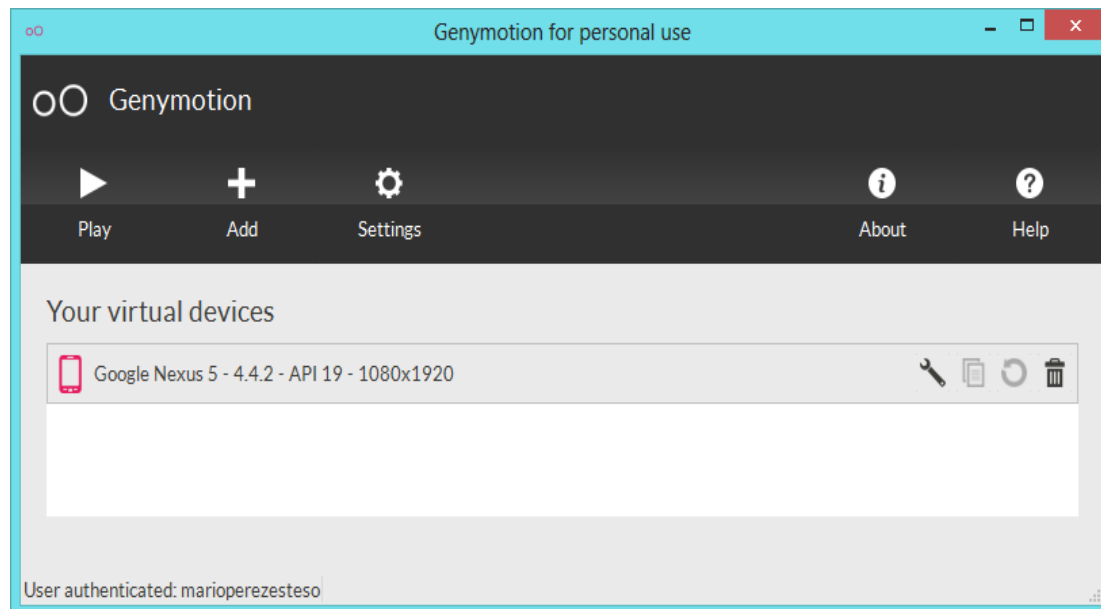 Genymotion for personal use
oO Genymotion
Play Add Settings About Help
Your virtual devices
Google Nexus 5 - 4.4.2 - API 19 - 1080x1920
User authenticated: marioperezesteso